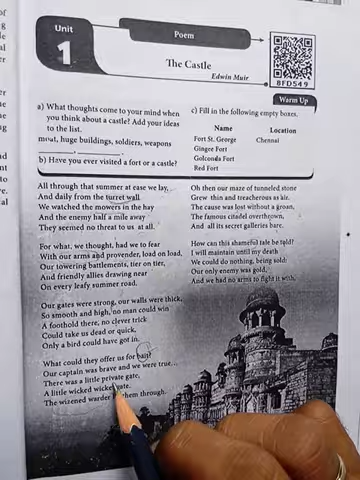 Unit
1
Poem
The Castle
Edwin Muir
8FD549
Warm Up
a) What thoughts come to your mind when
you think about a castle? Add your ideas
to the list.
moat, huge buildings, soldiers, weapons
b) Have you ever visited a fort or a castle?
c) Fill in the following empty boxes.
Name Location
Fort St. George Chennai
Gingee Fort
Golconda Fort
Red Fort
All through that summer at ease we lay,
And daily from the turret wall
We watched the mowers in the hay
And the enemy half a mile away
They seemed no threat to us at all.
For what, we thought, had we to fear
With our arms and provender, load on load,
Our towering battlements, tier on tier,
And friendly allies drawing near
On every leafy summer road.
Our gates were strong, our walls were thick,
So smooth and high, no man could win
A foothold there, no clever trick
Could take us dead or quick,
Only a bird could have got in.
What could they offer us for bait?
Our captain was brave and we were true...
There was a little private gate,
A little wicked wicket gate.
The wizened warder them through.
Oh then our maze of tunneled stone
Grew thin and treacherous as air.
The cause was lost without a groan,
The famous citadel overthrown,
And all its secret galleries bare.
How can this shameful tale be told?
I will maintain until my death
We could do nothing, being sold:
Our only enemy was gold,
And we had no arms to fight it with.